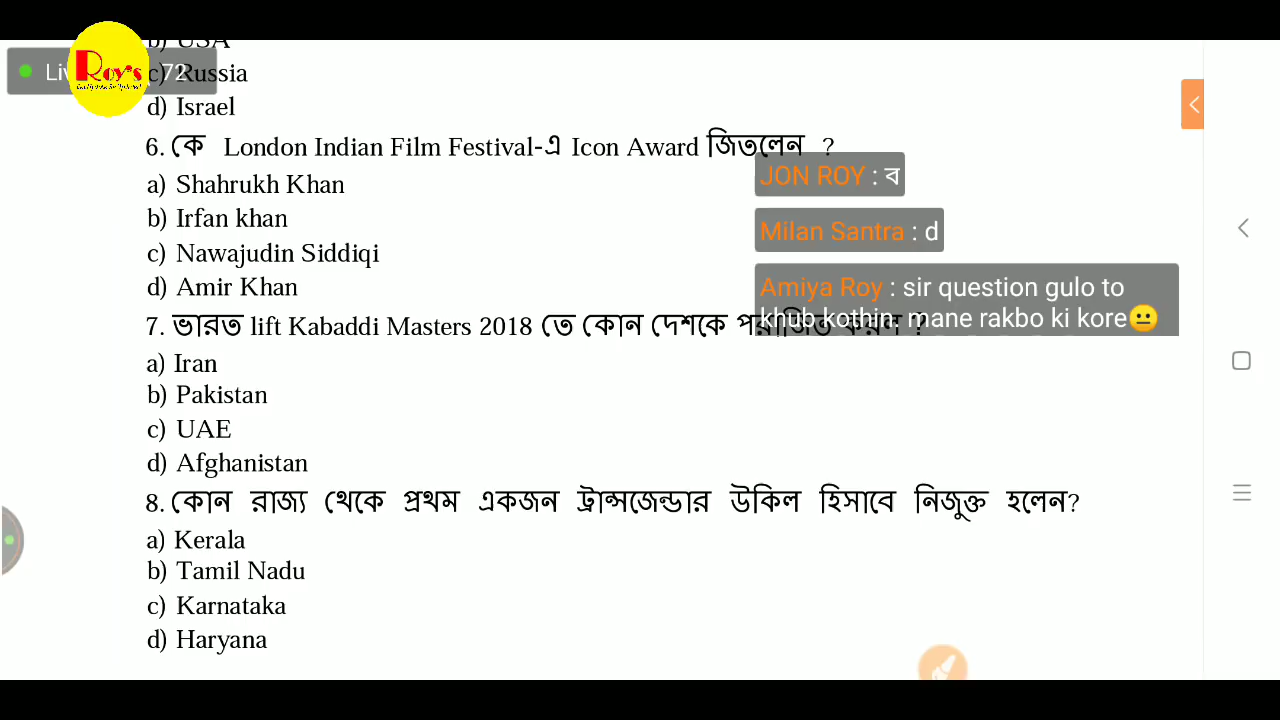 b) USA
Liv 72
Roy's
c) Russia
d) Israel
6. কে London Indian Film Festival-এ Icon Award জিতলেন ?
a) Shahrukh Khan
b) Irfan khan
c) Nawajudin Siddiqi
d) Amir Khan
JON ROY : ব
Milan Santra : d
Amiya Roy : sir question gulo to
khub kothin mane rakbo ki kore😐
7. ভারত lift Kabaddi Masters 2018 তে কোন দেশকে পরাজিত করল ?
a) Iran
b) Pakistan
c) UAE
d) Afghanistan
8. কোন রাজ্য থেকে প্রথম একজন ট্রান্সজেন্ডার উকিল হিসাবে নিজুক্ত হলেন?
a) Kerala
b) Tamil Nadu
c) Karnataka
d) Haryana